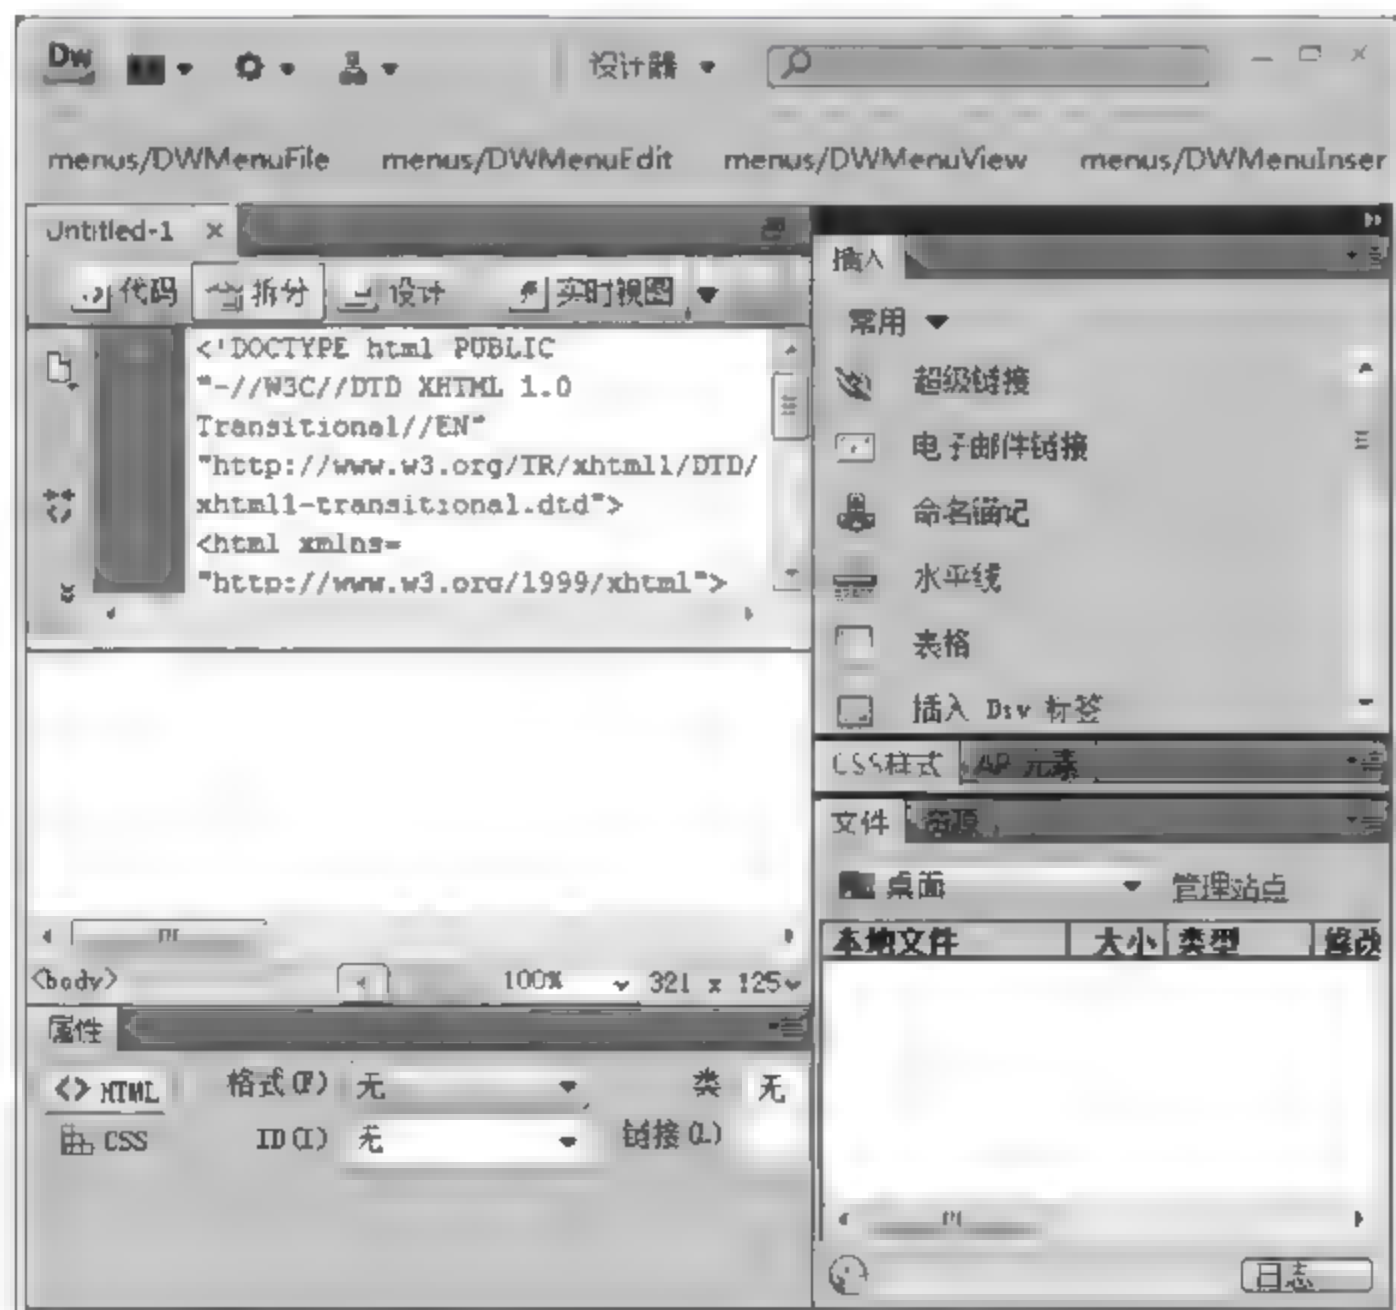 Dw 设计器
menus/DWMenuFile menus/DWMenuEdit menus/DWMenuView menus/DWMenuInser
Untitled-1 ×
代码 拆分 设计 实时视图
<!DOCTYPE html PUBLIC
"-//W3C//DTD XHTML 1.0
Transitional//EN"
"http://www.w3.org/TR/xhtml1/DTD/
xhtml1-transitional.dtd">
<html xmlns=
"http://www.w3.org/1999/xhtml">
<body> 100% 321 x 125
属性
HTML 格式(F) 无 类 无
CSS ID(I) 无 链接(L)
插入
常用
超级链接
电子邮件链接
命名锚记
水平线
表格
插入 Div 标签
CSS样式 AP 元素
文件 资源
桌面 管理站点
本地文件 大小 类型 修改
日志